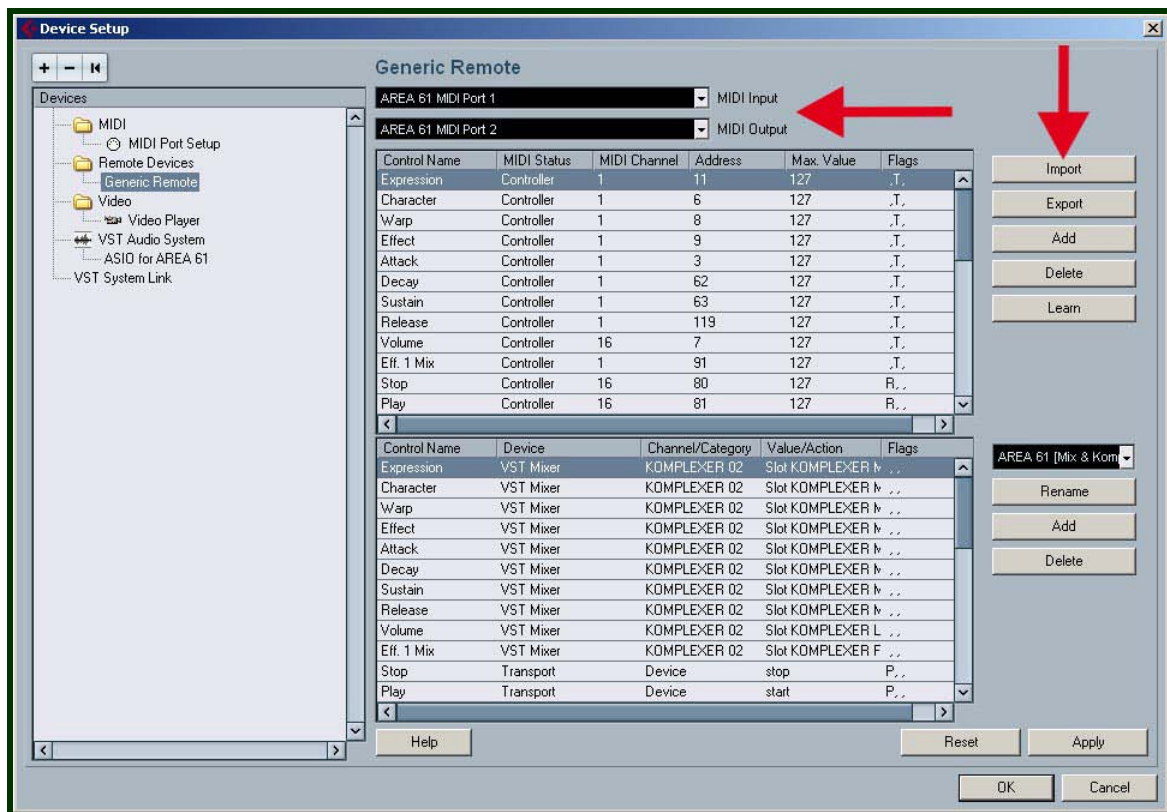 Device Setup
Generic Remote
Devices
MIDI
MIDI Port Setup
Remote Devices
Generic Remote
Video
Video Player
VST Audio System
ASIO for AREA 61
VST System Link
AREA 61 MIDI Port 1 MIDI Input
AREA 61 MIDI Port 2 MIDI Output
Control Name MIDI Status MIDI Channel Address Max. Value Flags
Expression Controller 1 11 127 ,T,
Character Controller 1 6 127 ,T,
Warp Controller 1 8 127 ,T,
Effect Controller 1 9 127 ,T,
Attack Controller 1 3 127 ,T,
Decay Controller 1 62 127 ,T,
Sustain Controller 1 63 127 ,T,
Release Controller 1 119 127 ,T,
Volume Controller 16 7 127 ,T,
Eff. 1 Mix Controller 1 91 127 ,T,
Stop Controller 16 80 127 R,,
Play Controller 16 81 127 R,,
Import
Export
Add
Delete
Learn
Control Name Device Channel/Category Value/Action Flags
Expression VST Mixer KOMPLEXER 02 Slot KOMPLEXER M ,,
Character VST Mixer KOMPLEXER 02 Slot KOMPLEXER M ,,
Warp VST Mixer KOMPLEXER 02 Slot KOMPLEXER M ,,
Effect VST Mixer KOMPLEXER 02 Slot KOMPLEXER M ,,
Attack VST Mixer KOMPLEXER 02 Slot KOMPLEXER M ,,
Decay VST Mixer KOMPLEXER 02 Slot KOMPLEXER M ,,
Sustain VST Mixer KOMPLEXER 02 Slot KOMPLEXER M ,,
Release VST Mixer KOMPLEXER 02 Slot KOMPLEXER M ,,
Volume VST Mixer KOMPLEXER 02 Slot KOMPLEXER L ,,
Eff. 1 Mix VST Mixer KOMPLEXER 02 Slot KOMPLEXER F ,,
Stop Transport Device stop P,,
Play Transport Device start P,,
AREA 61 [Mix & Kom
Rename
Add
Delete
Help
Reset
Apply
OK
Cancel